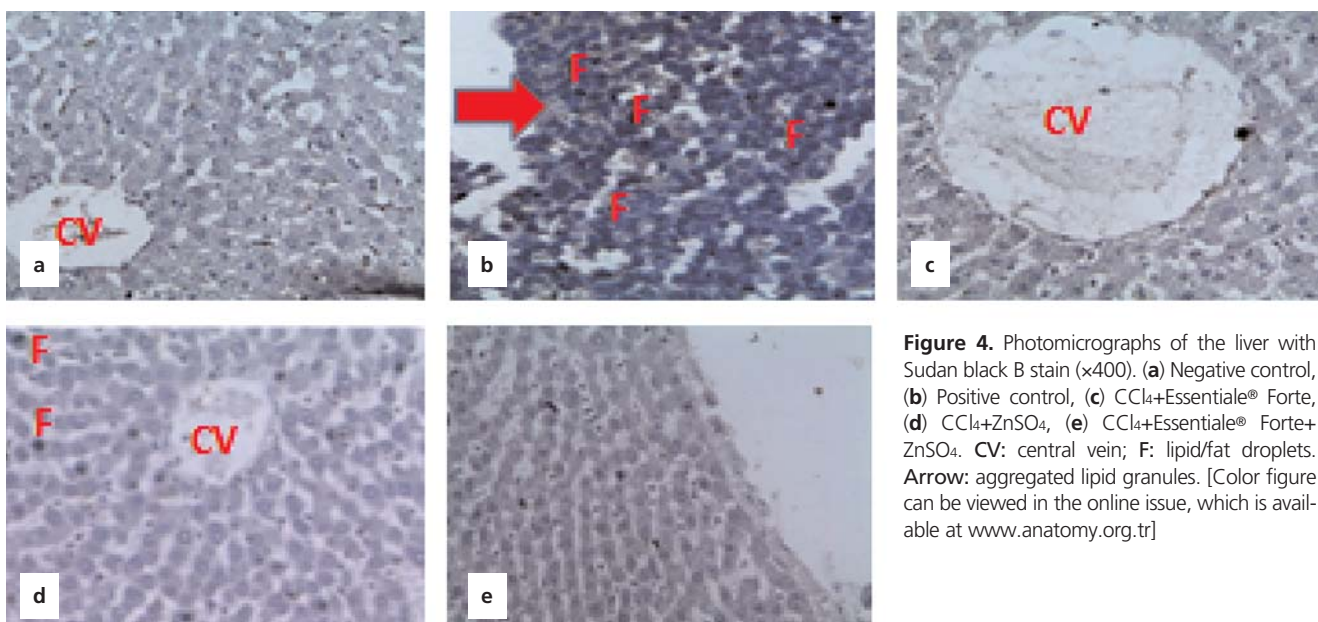 CV
a
F
F
F
F
b
CV
c
F
F
CV
d
e
Figure 4. Photomicrographs of the liver with
Sudan black B stain (×400). (a) Negative control,
(b) Positive control, (c) CCl₄+Essentiale® Forte,
(d) CCl₄+ZnSO₄, (e) CCl₄+Essentiale® Forte+
ZnSO₄. CV: central vein; F: lipid/fat droplets.
Arrow: aggregated lipid granules. [Color figure
can be viewed in the online issue, which is avail-
able at www.anatomy.org.tr]